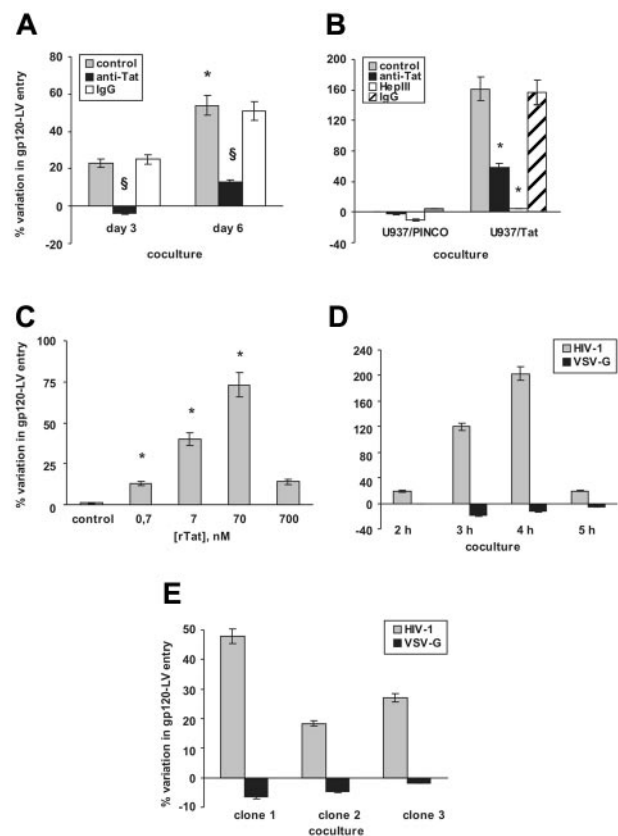 A
% variation in gp120-LV entry
80
60
40
20
0
-20
control
anti-Tat
IgG
*
§
§
day 3 day 6
coculture
B
200
160
120
80
40
0
-40
control
anti-Tat
HepIII
IgG
*
*
U937/PINCO U937/Tat
coculture
C
% variation in gp120-LV entry
100
75
50
25
0
*
*
*
control 0,7 7 70 700
[rTat], nM
D
240
200
160
120
80
40
0
-40
HIV-1
VSV-G
2 h 3 h 4 h 5 h
coculture
E
% variation in gp120-LV entry
50
40
30
20
10
0
-10
HIV-1
VSV-G
clone 1 clone 2 clone 3
coculture